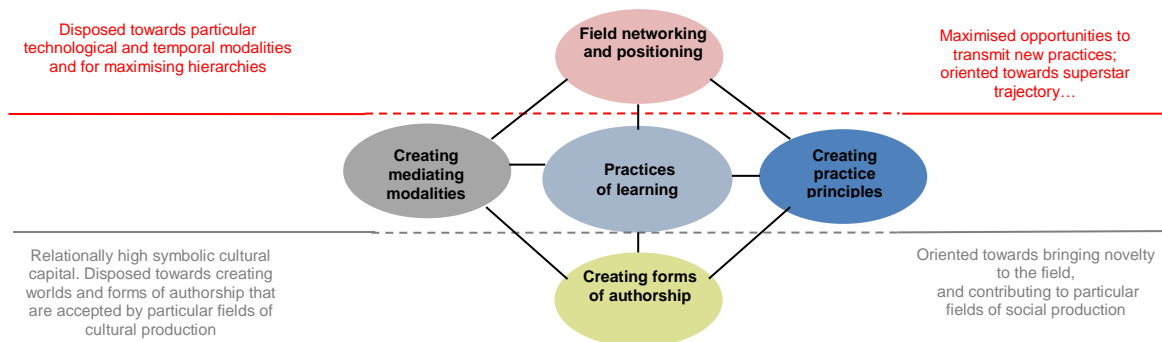 Disposed towards particular
technological and temporal modalities
and for maximising hierarchies
Field networking
and positioning
Maximised opportunities to
transmit new practices;
oriented towards superstar
trajectory…
Creating
mediating
modalities
Practices
of learning
Creating
practice
principles
Relationally high symbolic cultural
capital. Disposed towards creating
worlds and forms of authorship that
are accepted by particular fields of
cultural production
Creating forms
of authorship
Oriented towards bringing novelty
to the field,
and contributing to particular
fields of social production